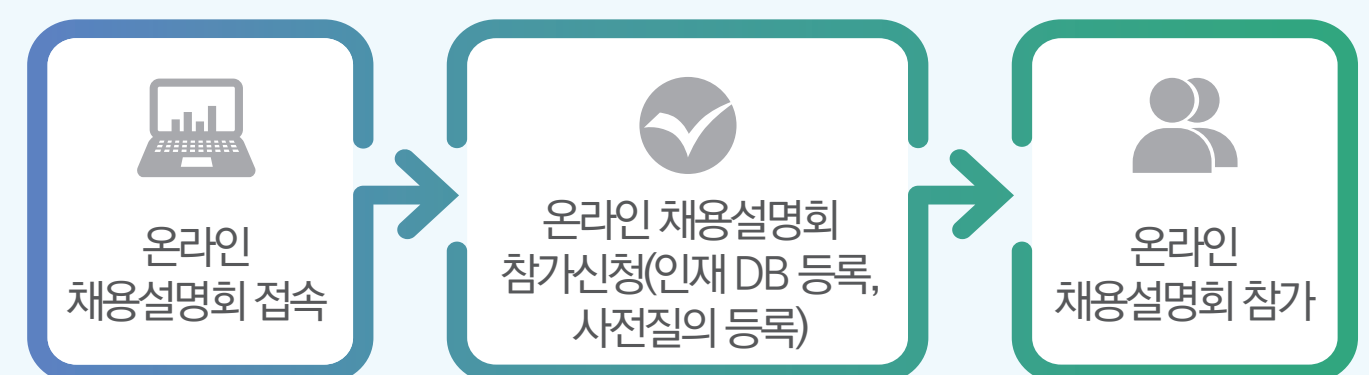 온라인
채용설명회 접속
온라인 채용설명회
참가신청(인재 DB 등록,
사전질의 등록)
온라인
채용설명회 참가